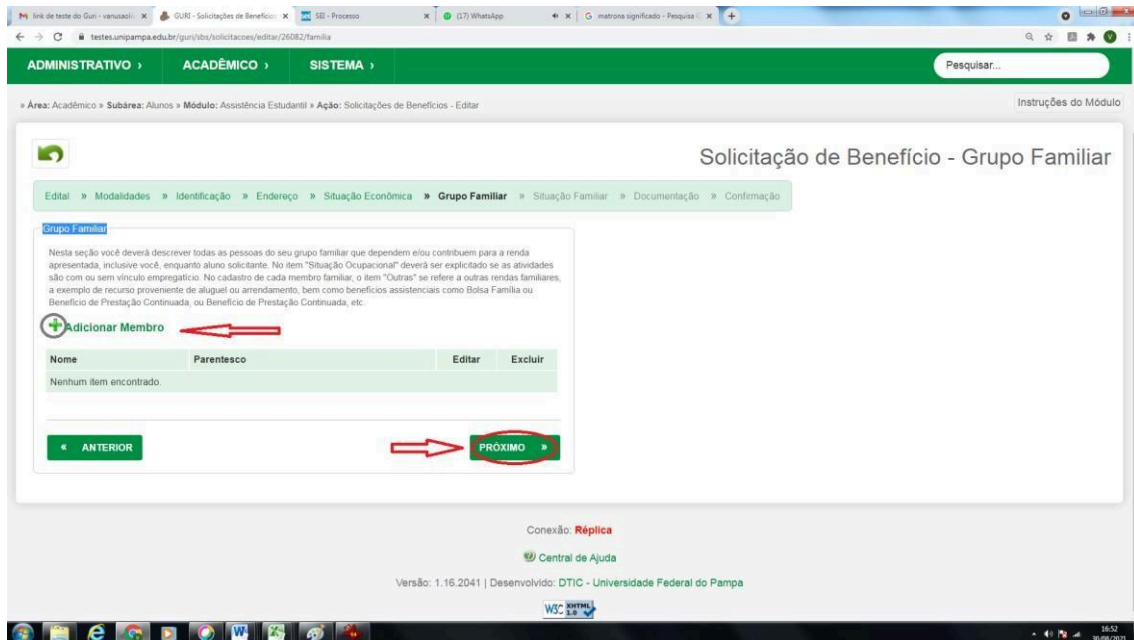 link de teste do Guri - vanusaoli
GURI - Solicitações de Benefícios
SEI - Processo
(17) WhatsApp
matrona significado - Pesquisa
testes.unipampa.edu.br/guri/sbs/solicitacoes/editar/26082/familia
ADMINISTRATIVO › ACADÊMICO › SISTEMA ›
Pesquisar...
» Área: Acadêmico » Subárea: Alunos » Módulo: Assistência Estudantil » Ação: Solicitações de Benefícios - Editar
Instruções do Módulo
Solicitação de Benefício - Grupo Familiar
Edital » Modalidades » Identificação » Endereço » Situação Econômica » Grupo Familiar » Situação Familiar » Documentação » Confirmação
Grupo Familiar
Nesta seção você deverá descrever todas as pessoas do seu grupo familiar que dependem e/ou contribuem para a renda
apresentada, inclusive você, enquanto aluno solicitante. No item "Situação Ocupacional" deverá ser explicitado se as atividades
são com ou sem vínculo empregatício. No cadastro de cada membro familiar, o item "Outras" se refere a outras rendas familiares,
a exemplo de recurso proveniente de aluguel ou arrendamento, bem como benefícios assistenciais como Bolsa Família ou
Benefício de Prestação Continuada, ou Benefício de Prestação Continuada, etc.
Adicionar Membro
Nome Parentesco Editar Excluir
Nenhum item encontrado.
« ANTERIOR
PRÓXIMO »
Conexão: Réplica
Central de Ajuda
Versão: 1.16.2041 | Desenvolvido: DTIC - Universidade Federal do Pampa
W3C XHTML 1.0
16:52
30/08/2021